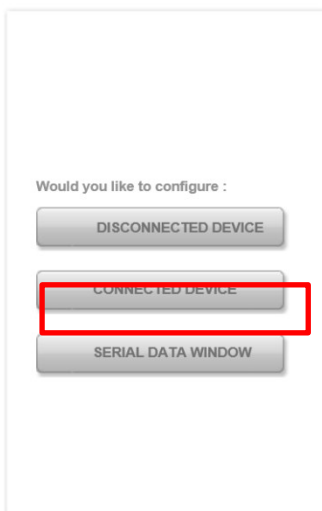 Would you like to configure :
DISCONNECTED DEVICE
CONNECTED DEVICE
SERIAL DATA WINDOW